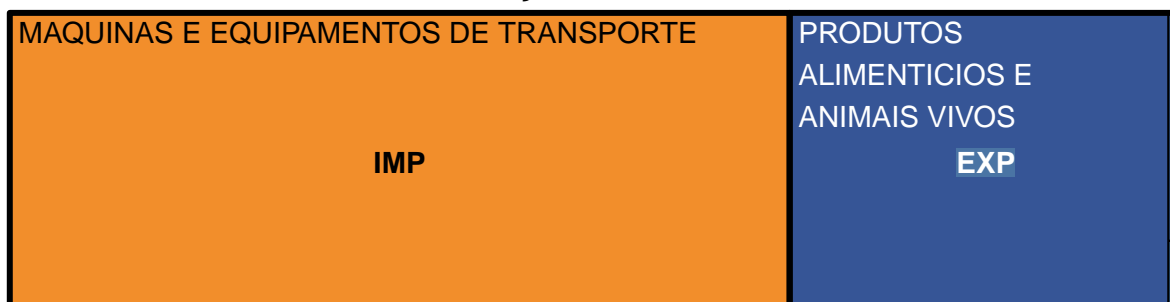 MAQUINAS E EQUIPAMENTOS DE TRANSPORTE
IMP
PRODUTOS
ALIMENTICIOS E
ANIMAIS VIVOS
EXP